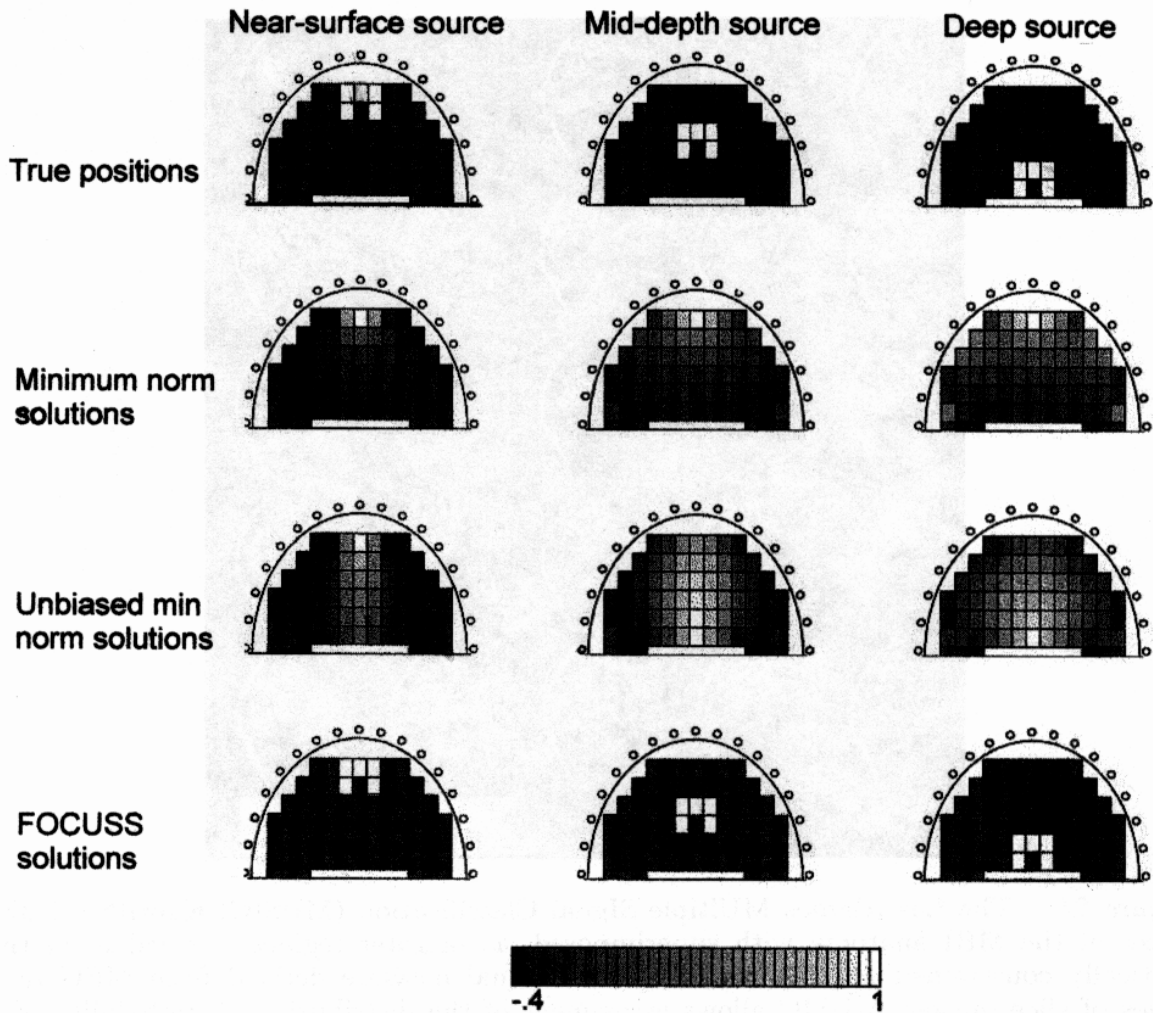 Near-surface source
Mid-depth source
Deep source
True positions
Minimum norm
solutions
Unbiased min
norm solutions
FOCUSS
solutions
-.4
1